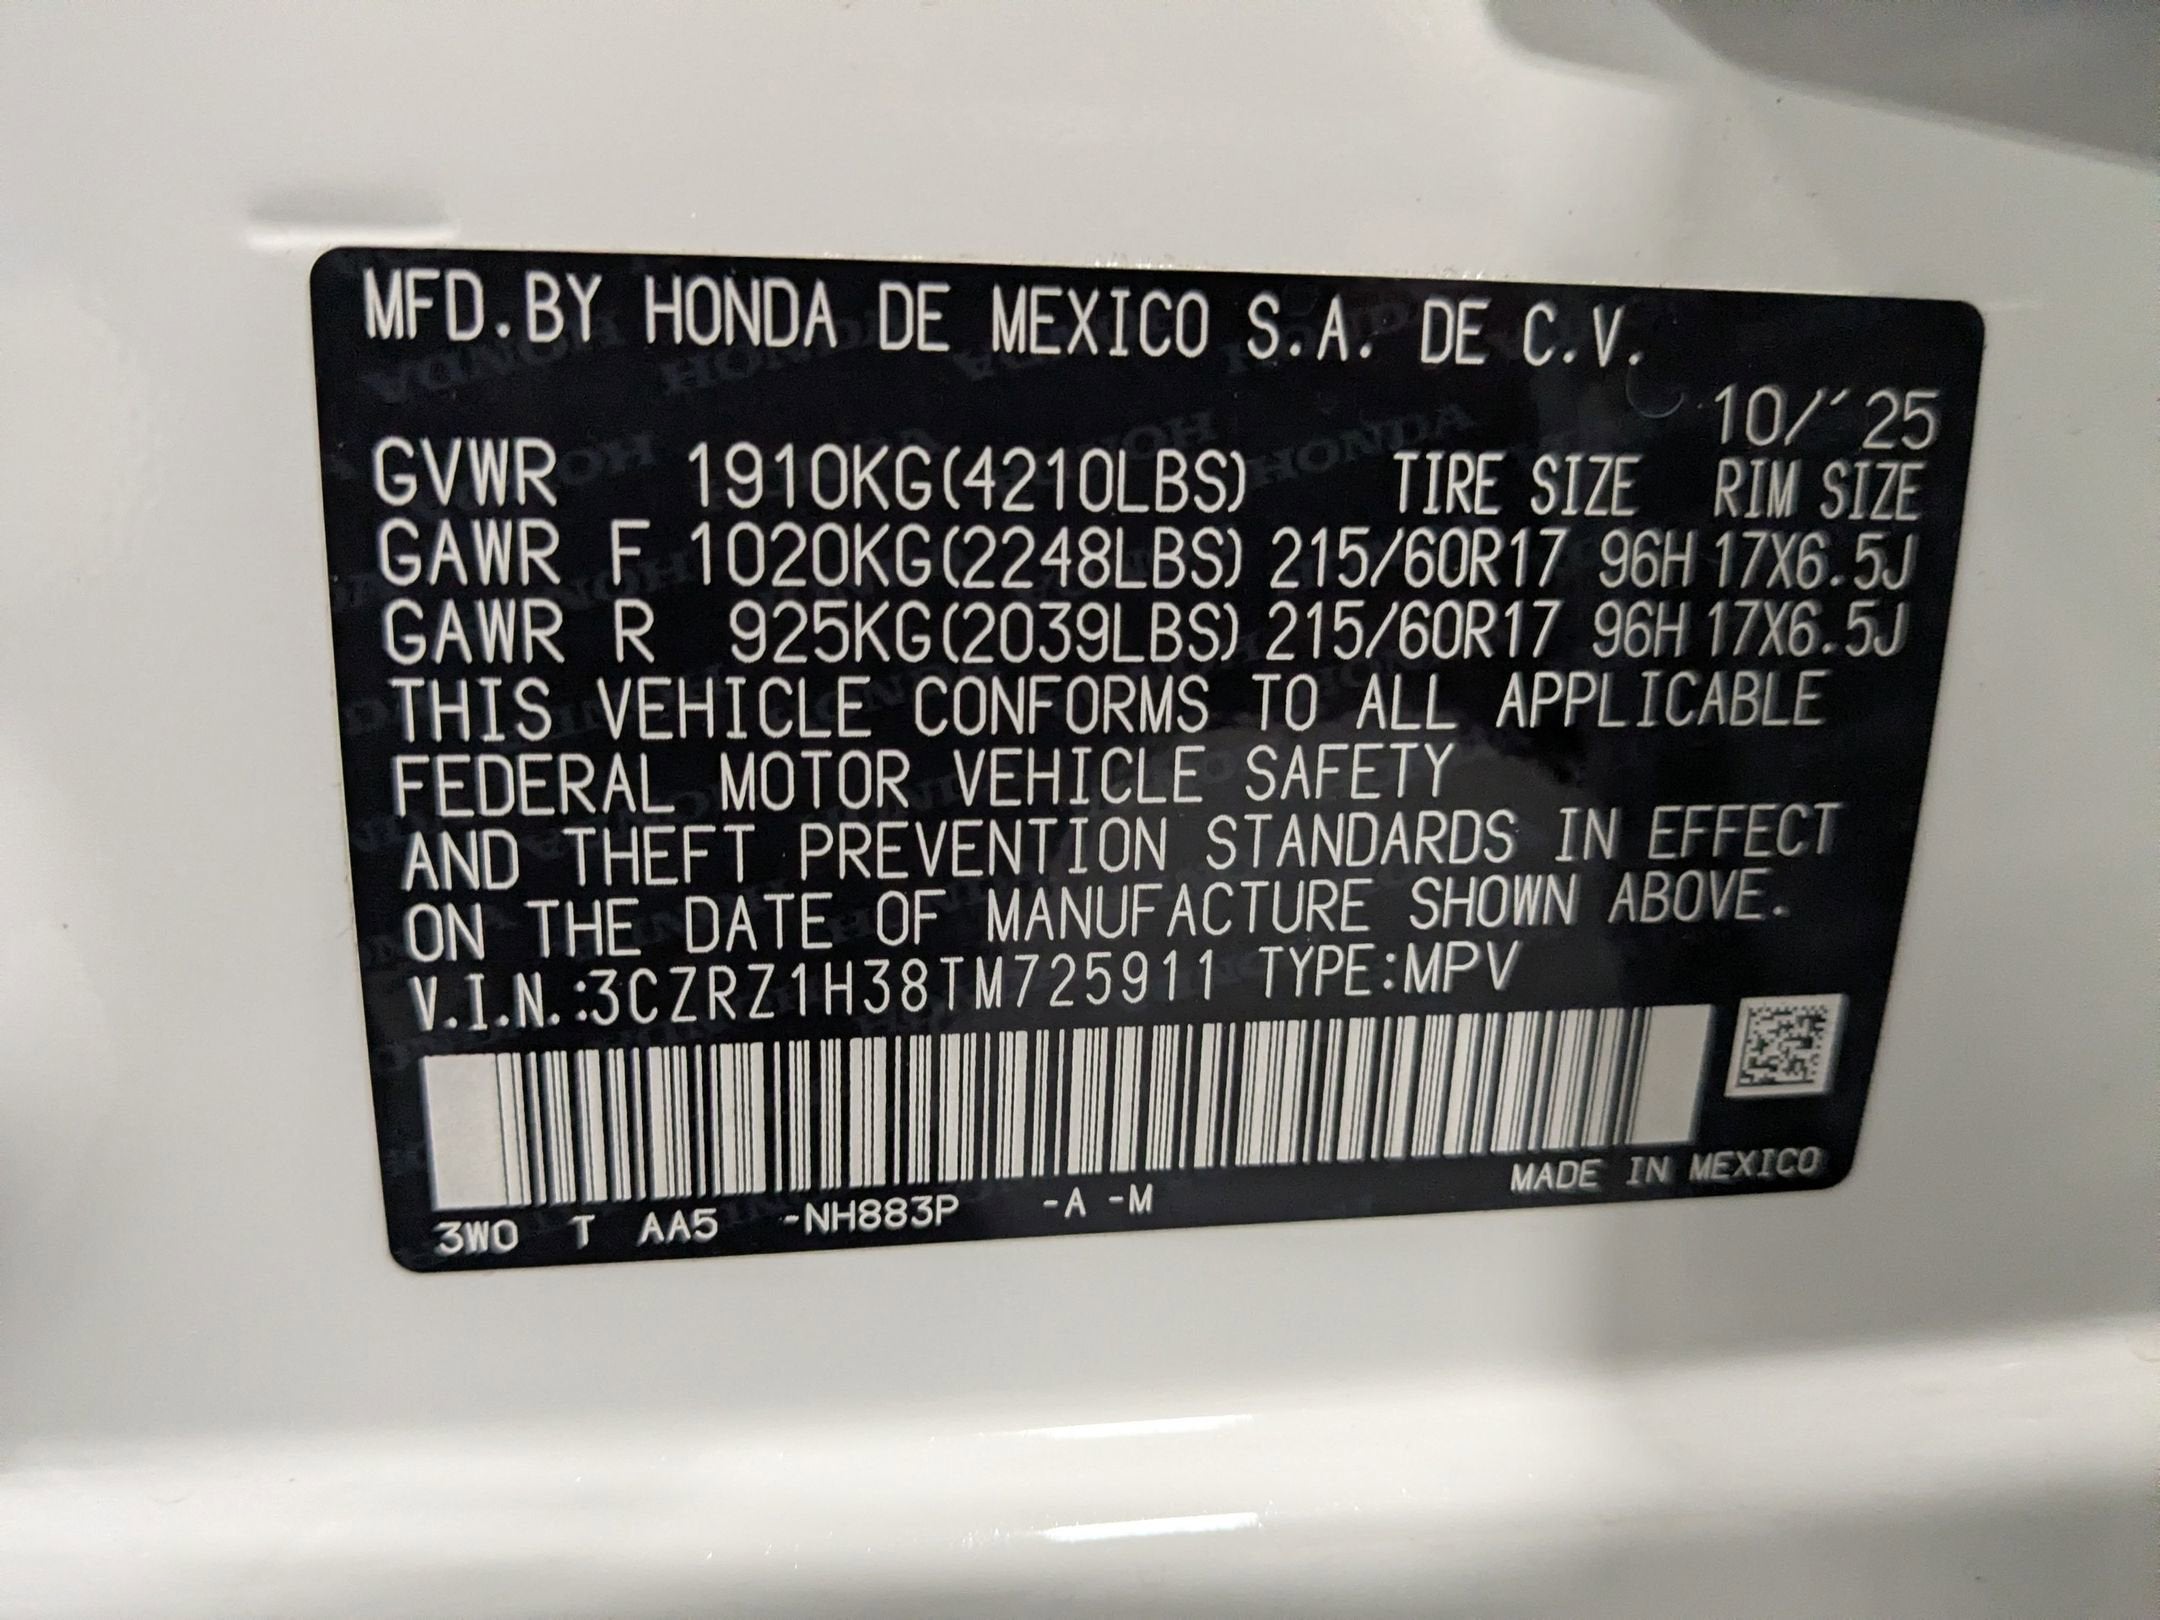 MFD.BY HONDA DE MEXICO S.A. DE C.V.
10/´25
GVWR 1910KG(4210LBS) TIRE SIZE RIM SIZE
GAWR F 1020KG(2248LBS) 215/60R17 96H 17X6.5J
GAWR R 925KG(2039LBS) 215/60R17 96H 17X6.5J
THIS VEHICLE CONFORMS TO ALL APPLICABLE
FEDERAL MOTOR VEHICLE SAFETY
AND THEFT PREVENTION STANDARDS IN EFFECT
ON THE DATE OF MANUFACTURE SHOWN ABOVE.
V.I.N.:3CZRZ1H38TM725911 TYPE:MPV
MADE IN MEXICO
3W0 T AA5 -NH883P -A -M